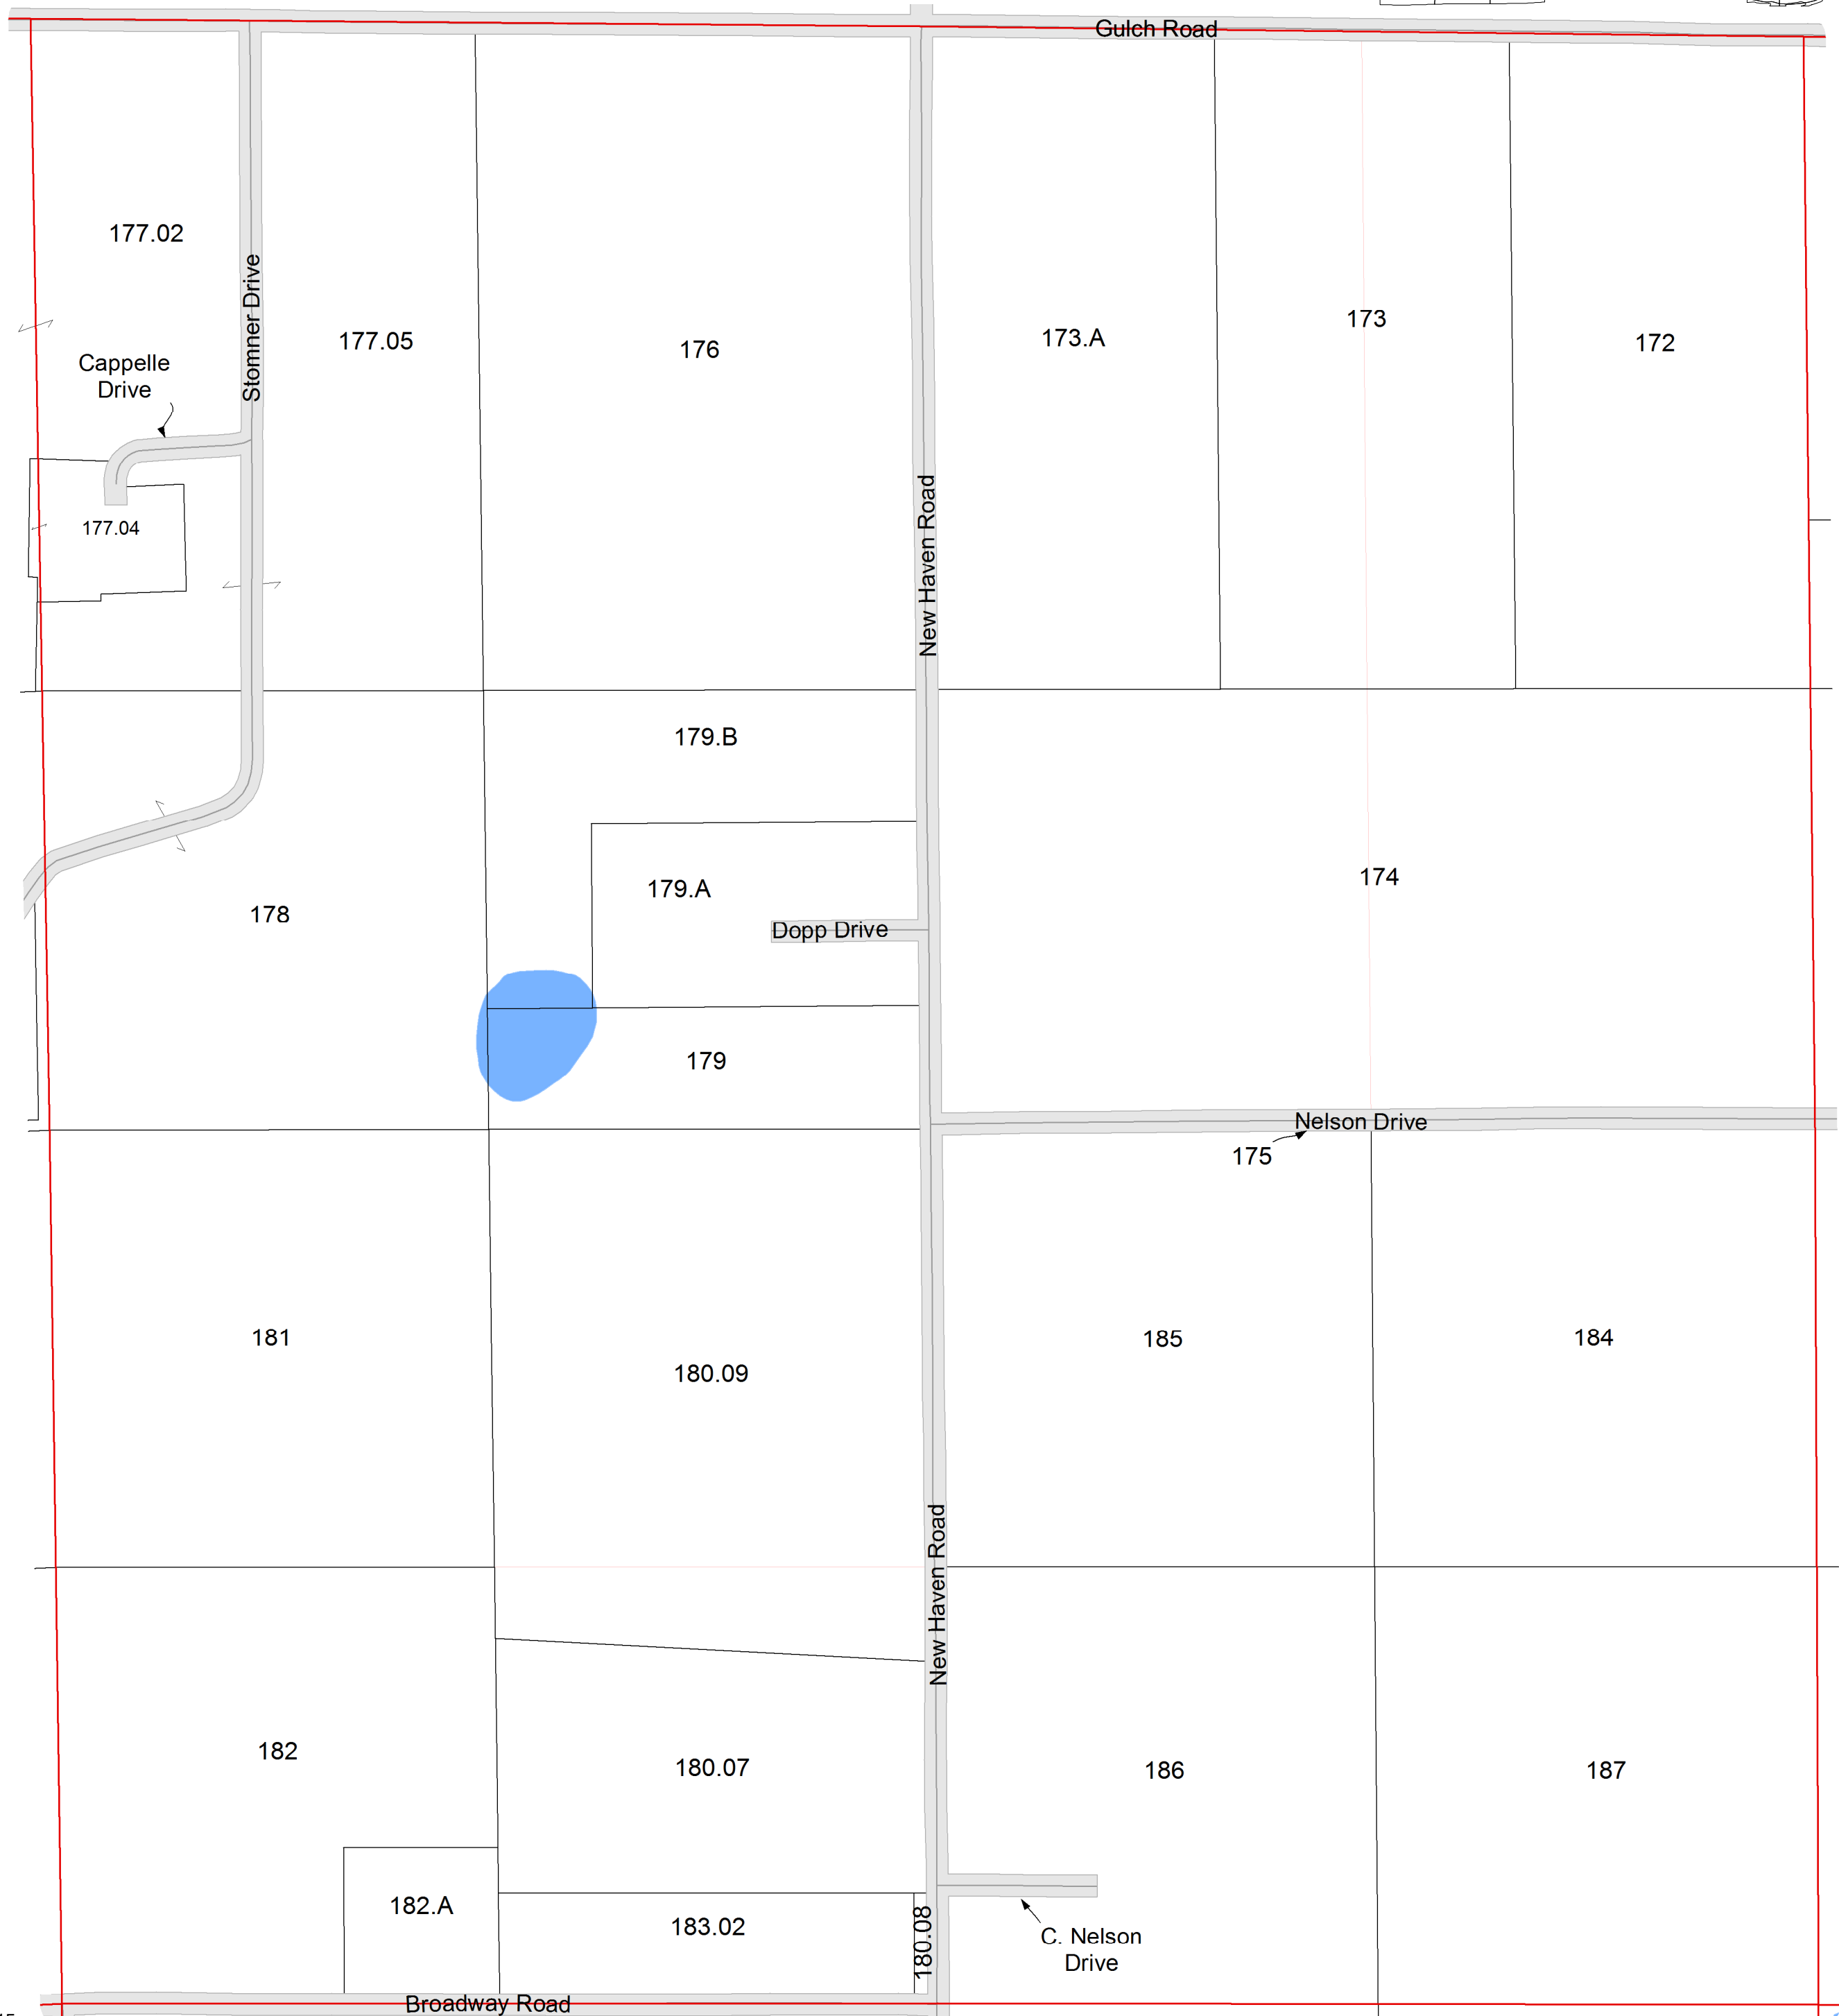 Gulch Road
177.02
Stomner Drive
177.05
176
173.A
173
172
Cappelle
Drive
177.04
New Haven Road
179.B
179.A
174
178
Dopp Drive
179
Nelson Drive
175
181
180.09
185
184
New Haven Road
182
180.07
186
187
182.A
183.02
180.08
C. Nelson
Drive
Broadway Road